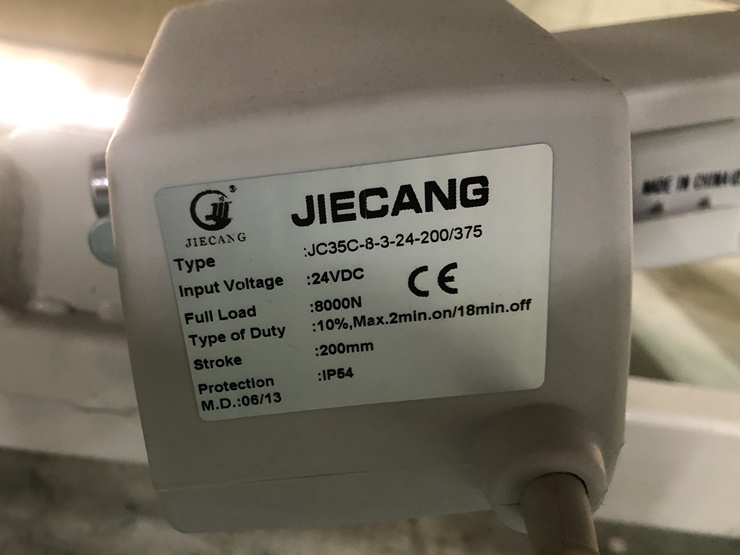 JIECANG
JIECANG
Type :JC35C-8-3-24-200/375
Input Voltage :24VDC
CE
Full Load :8000N
Type of Duty :10%,Max.2min.on/18min.off
Stroke :200mm
Protection :IP54
M.D.:06/13
MADE IN CHINA